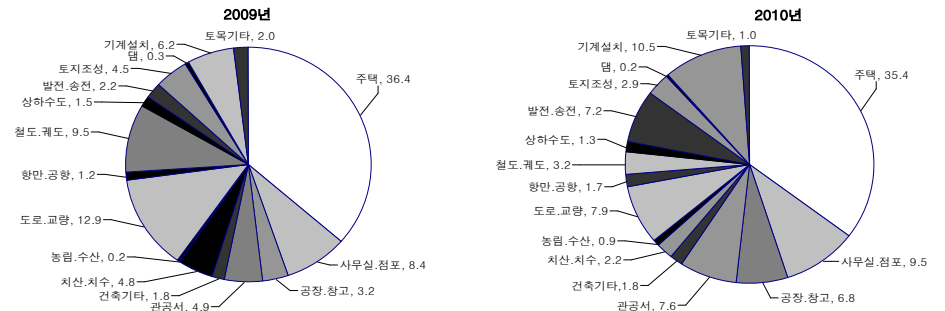 2009년
토목기타, 2.0
기계설치, 6.2
댐, 0.3
토지조성, 4.5
발전.송전, 2.2
상하수도, 1.5
철도.궤도, 9.5
항만.공항, 1.2
도로.교량, 12.9
농림.수산, 0.2
치산.치수, 4.8
건축기타, 1.8
관공서, 4.9
공장.창고, 3.2
사무실.점포, 8.4
주택, 36.4
2010년
토목기타, 1.0
기계설치, 10.5
댐, 0.2
토지조성, 2.9
발전.송전, 7.2
상하수도, 1.3
철도.궤도, 3.2
항만.공항, 1.7
도로.교량, 7.9
농림.수산, 0.9
치산.치수, 2.2
건축기타,1.8
관공서, 7.6
공장.창고, 6.8
사무실.점포, 9.5
주택, 35.4